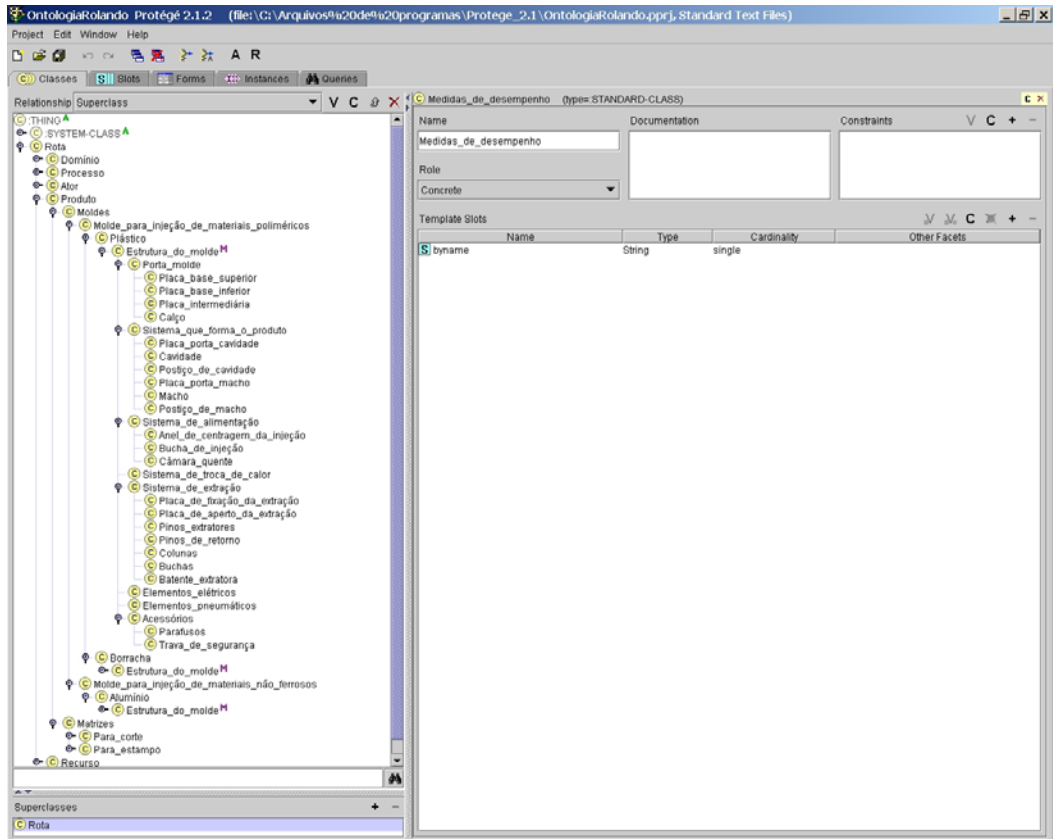 OntologiaRolando Protégé 2.1.2 (file:\C:\Arquivos%20de%20programas\Protege_2.1\OntologiaRolando.pprj, Standard Text Files)
Project Edit Window Help
A R
C Classes S Slots Forms Instances Queries
Relationship Superclass V C
:THING A
:SYSTEM-CLASS A
Rota
Domínio
Processo
Ator
Produto
Moldes
Molde_para_injeção_de_materiais_poliméricos
Plástico
Estrutura_do_molde M
Porta_molde
Placa_base_superior
Placa_base_inferior
Placa_intermediária
Calço
Sistema_que_forma_o_produto
Placa_porta_cavidade
Cavidade
Postiço_de_cavidade
Placa_porta_macho
Macho
Postiço_de_macho
Sistema_de_alimentação
Anel_de_centragem_da_injeção
Bucha_de_injeção
Câmara_quente
Sistema_de_troca_de_calor
Sistema_de_extração
Placa_de_fixação_da_extração
Placa_de_aperto_da_extração
Pinos_extratores
Pinos_de_retorno
Colunas
Buchas
Batente_extratora
Elementos_elétricos
Elementos_pneumáticos
Acessórios
Parafusos
Trava_de_segurança
Borracha
Estrutura_do_molde M
Molde_para_injeção_de_materiais_não_ferrosos
Alumínio
Estrutura_do_molde M
Matrizes
Para_corte
Para_estampo
Recurso
Superclasses + −
C Rota
C Medidas_de_desempenho (type=:STANDARD-CLASS) C ×
Name Documentation Constraints V C + −
Medidas_de_desempenho
Role
Concrete
Template Slots V C + −
Name Type Cardinality Other Facets
S byname String single